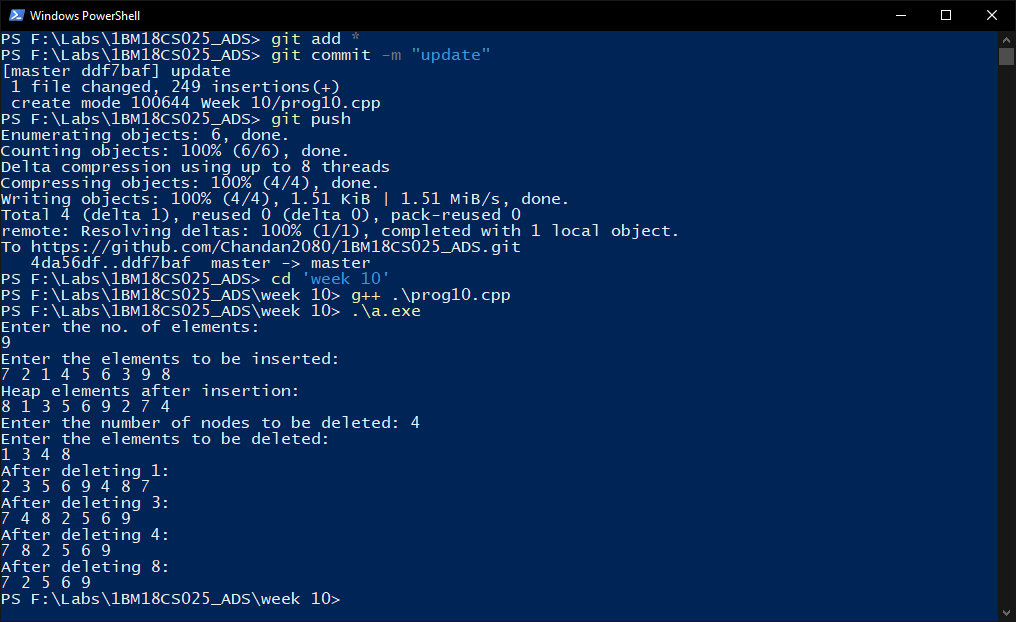 Windows PowerShell
PS F:\Labs\1BM18CS025_ADS> git add *
PS F:\Labs\1BM18CS025_ADS> git commit -m "update"
[master ddf7baf] update
 1 file changed, 249 insertions(+)
 create mode 100644 Week 10/prog10.cpp
PS F:\Labs\1BM18CS025_ADS> git push
Enumerating objects: 6, done.
Counting objects: 100% (6/6), done.
Delta compression using up to 8 threads
Compressing objects: 100% (4/4), done.
Writing objects: 100% (4/4), 1.51 KiB | 1.51 MiB/s, done.
Total 4 (delta 1), reused 0 (delta 0), pack-reused 0
remote: Resolving deltas: 100% (1/1), completed with 1 local object.
To https://github.com/Chandan2080/1BM18CS025_ADS.git
   4da56df..ddf7baf  master -> master
PS F:\Labs\1BM18CS025_ADS> cd 'week 10'
PS F:\Labs\1BM18CS025_ADS\week 10> g++ .\prog10.cpp
PS F:\Labs\1BM18CS025_ADS\week 10> .\a.exe
Enter the no. of elements:
9
Enter the elements to be inserted:
7 2 1 4 5 6 3 9 8
Heap elements after insertion:
8 1 3 5 6 9 2 7 4
Enter the number of nodes to be deleted: 4
Enter the elements to be deleted:
1 3 4 8
After deleting 1:
2 3 5 6 9 4 8 7
After deleting 3:
7 4 8 2 5 6 9
After deleting 4:
7 8 2 5 6 9
After deleting 8:
7 2 5 6 9
PS F:\Labs\1BM18CS025_ADS\week 10>